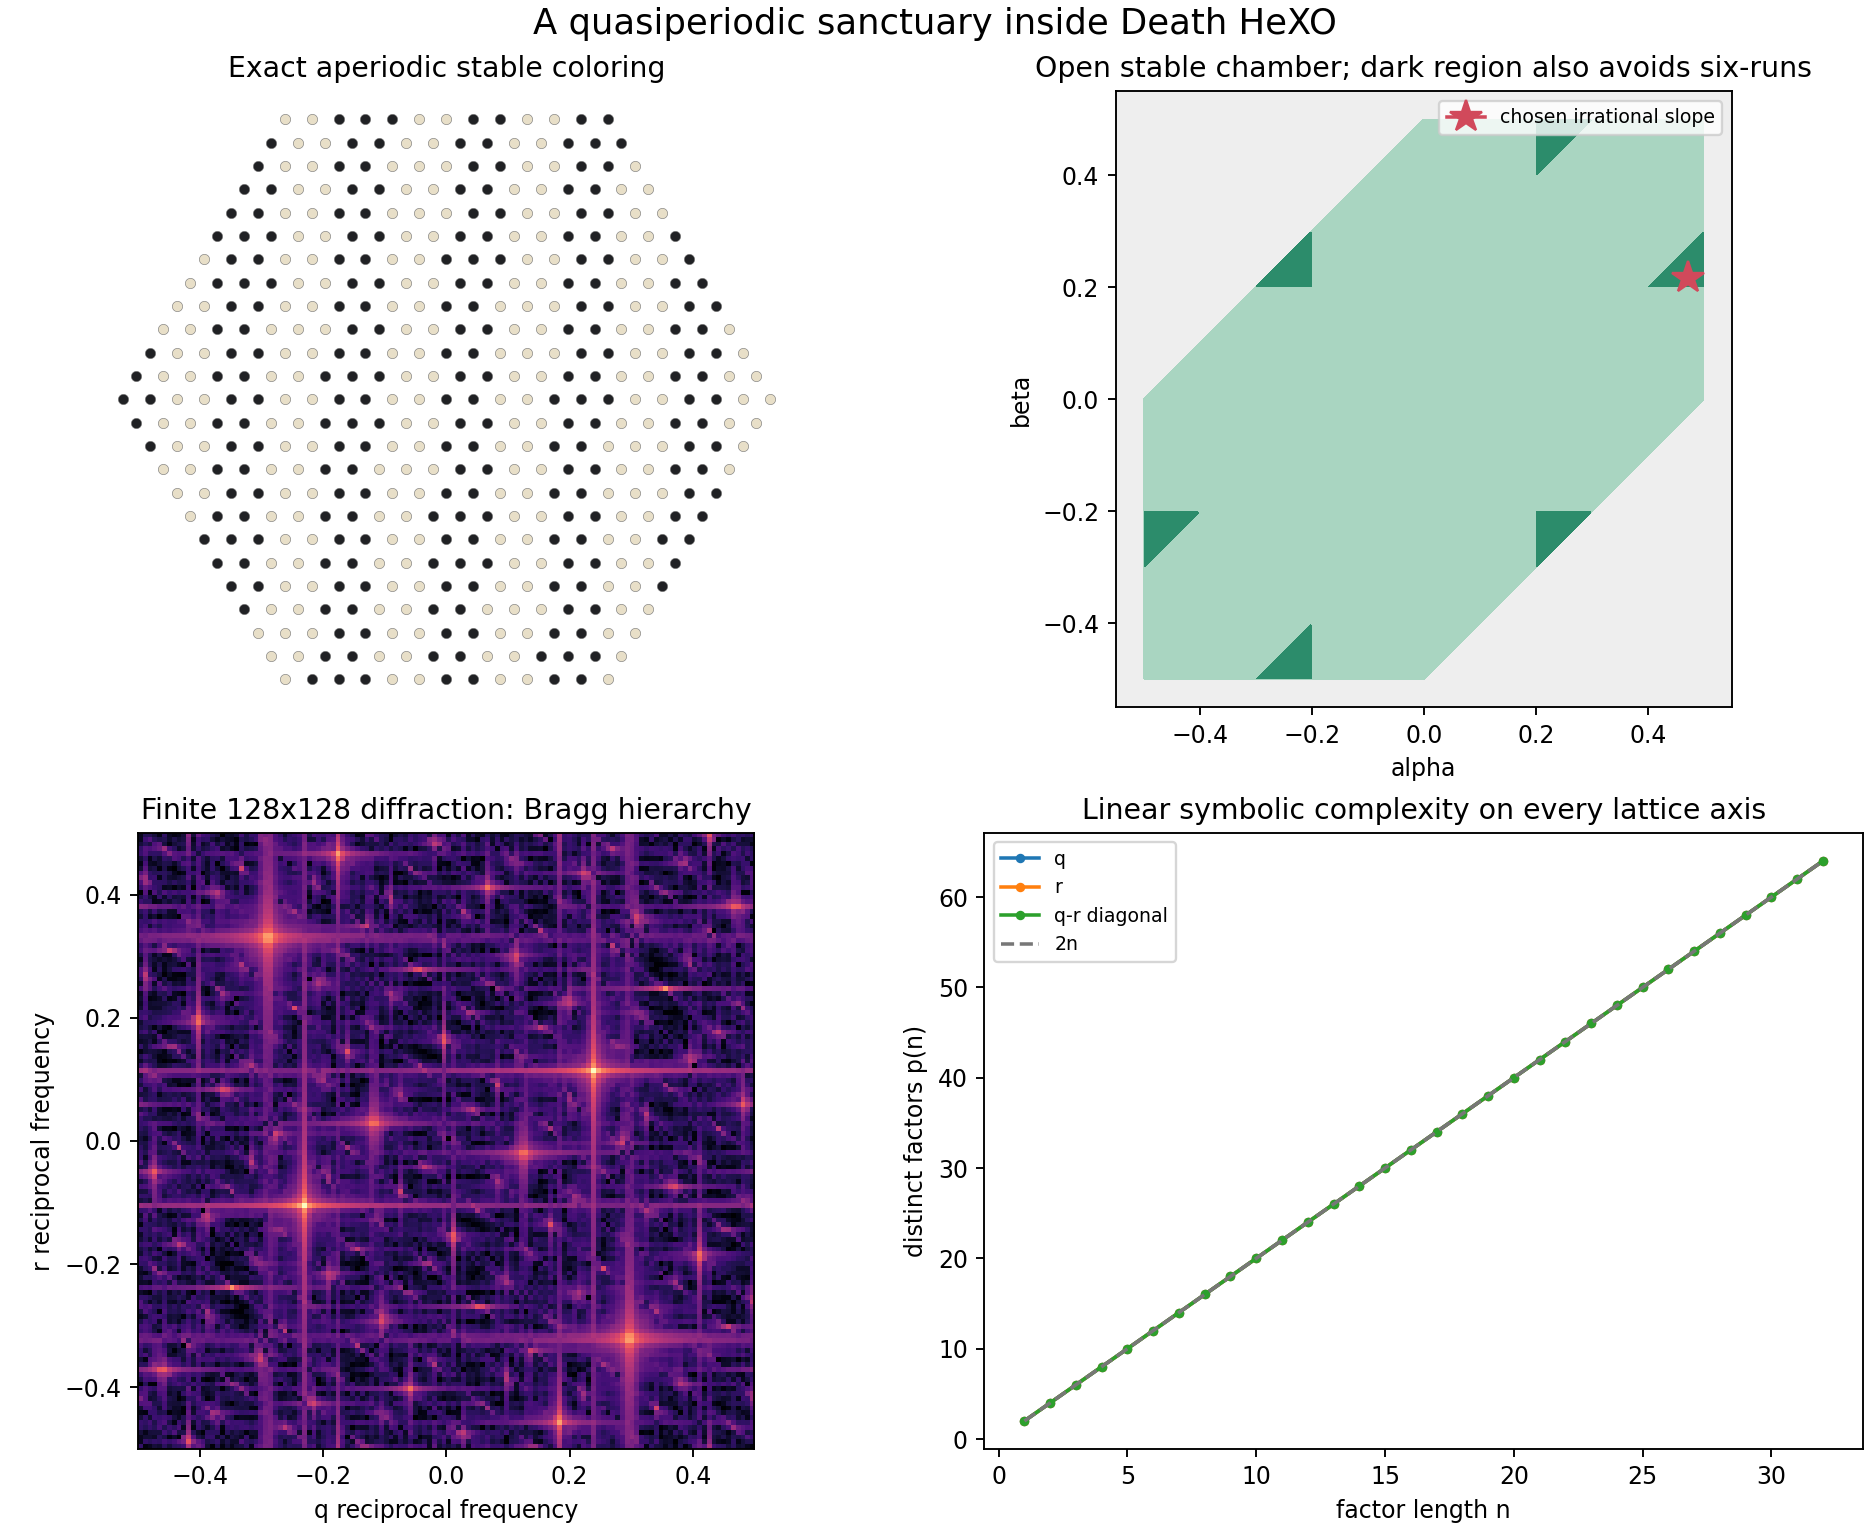 A quasiperiodic sanctuary inside Death HeXO
Exact aperiodic stable coloring
Open stable chamber; dark region also avoids six-runs
chosen irrational slope
beta
0.4
0.2
0.0
−0.2
−0.4
−0.4
−0.2
0.0
0.2
0.4
alpha
Finite 128x128 diffraction: Bragg hierarchy
r reciprocal frequency
0.4
0.2
0.0
−0.2
−0.4
−0.4
−0.2
0.0
0.2
0.4
q reciprocal frequency
Linear symbolic complexity on every lattice axis
q
r
q-r diagonal
2n
distinct factors p(n)
60
50
40
30
20
10
0
0
5
10
15
20
25
30
factor length n